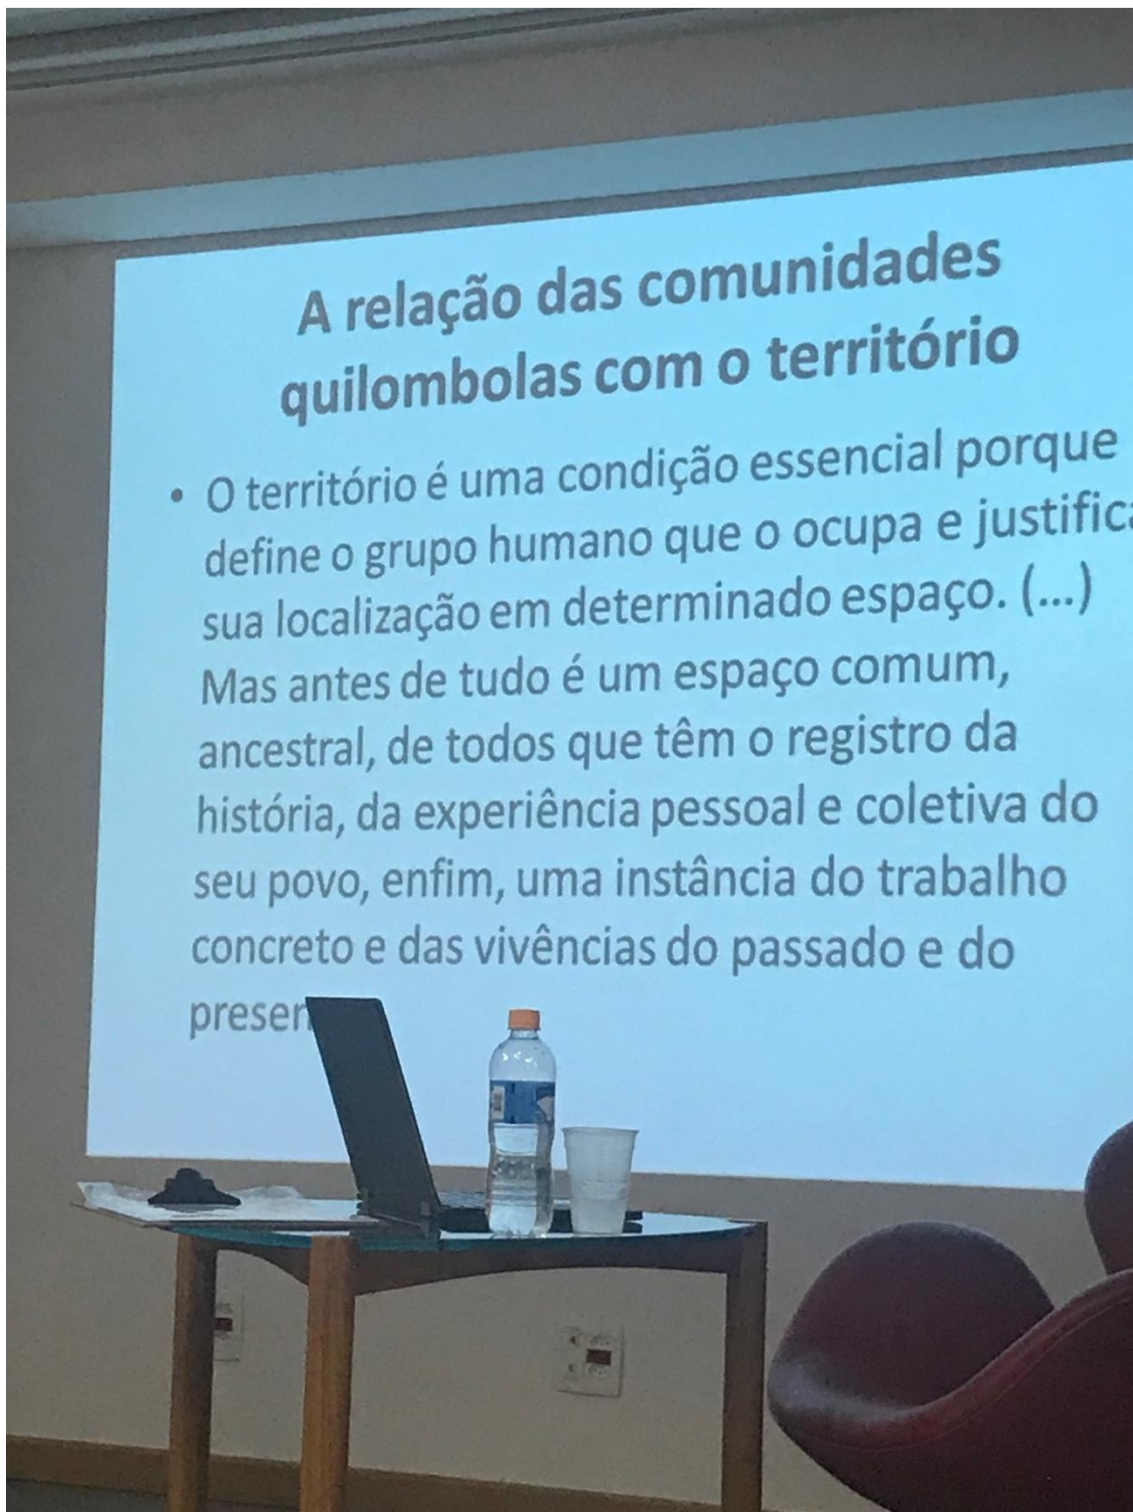 A relação das comunidades
quilombolas com o território
• O território é uma condição essencial porque
define o grupo humano que o ocupa e justifica
sua localização em determinado espaço. (...)
Mas antes de tudo é um espaço comum,
ancestral, de todos que têm o registro da
história, da experiência pessoal e coletiva do
seu povo, enfim, uma instância do trabalho
concreto e das vivências do passado e do